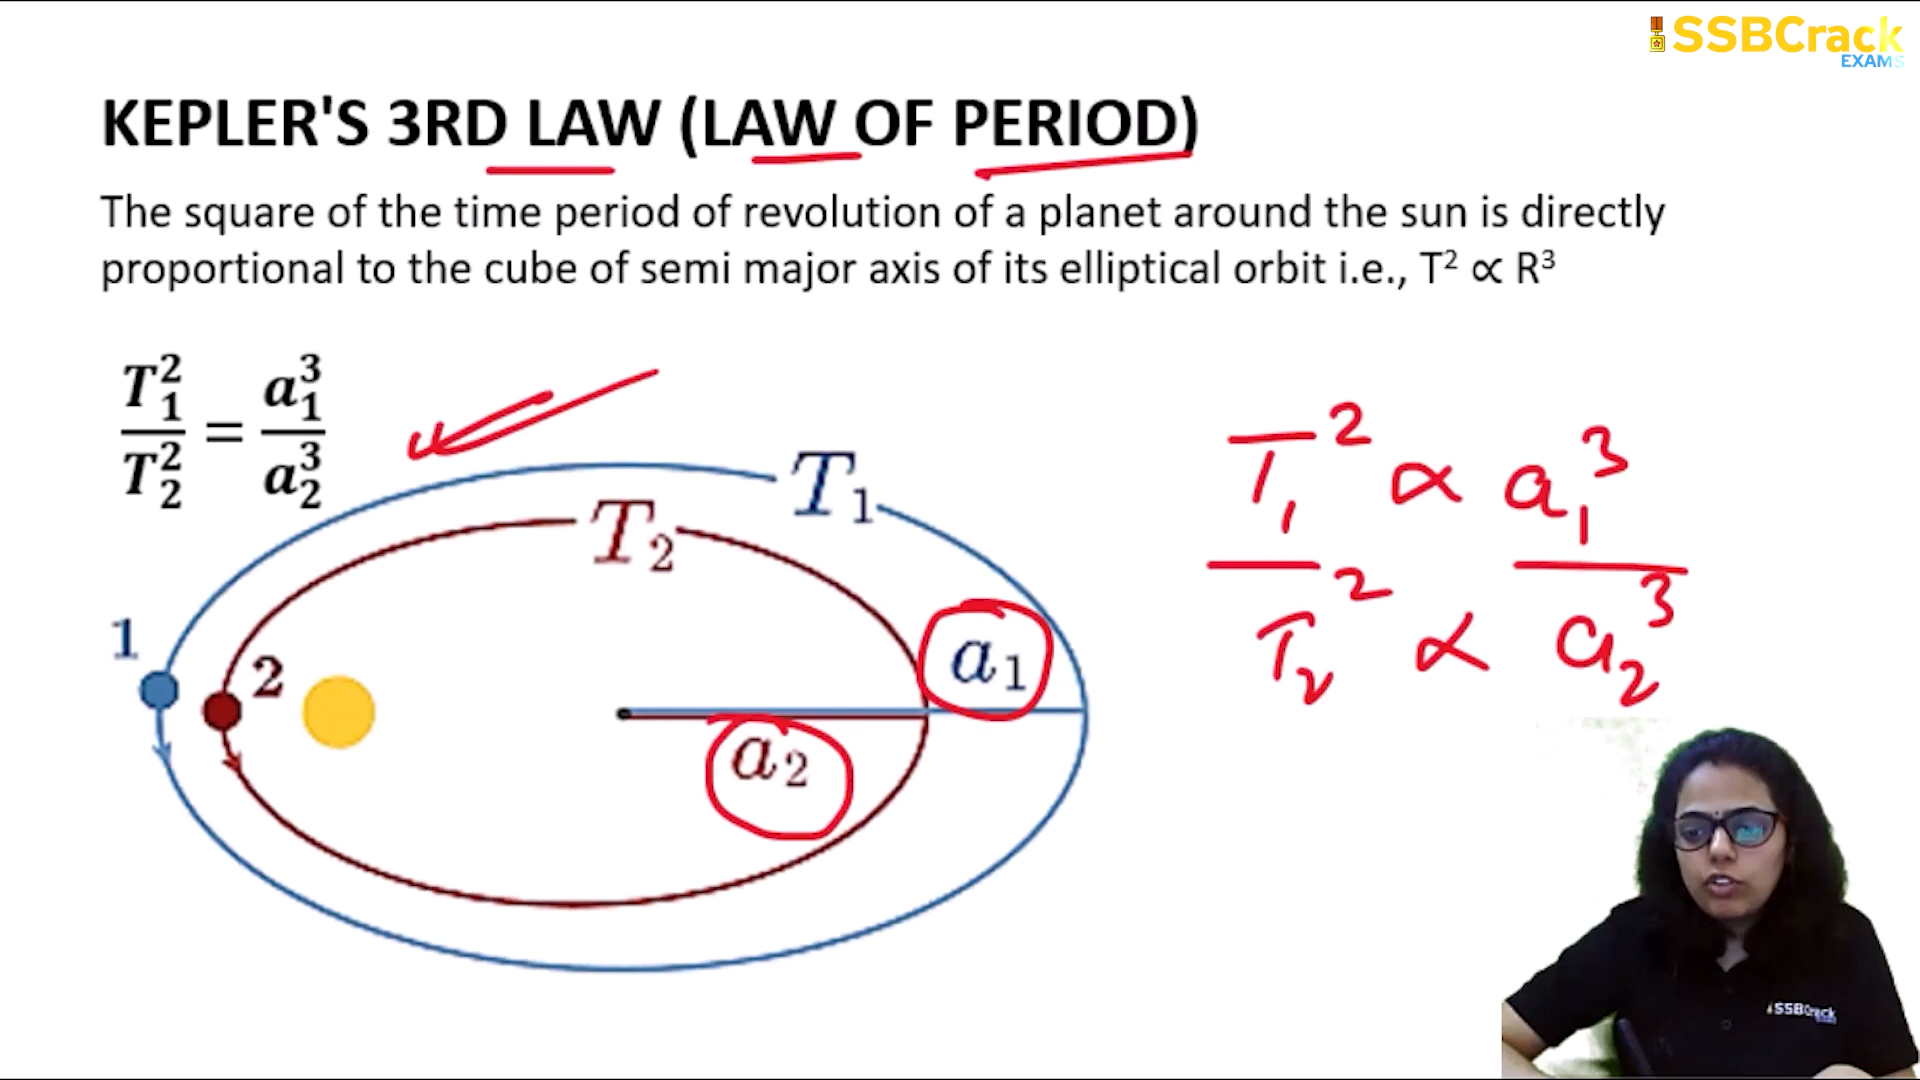 SSBCrack
EXAMS
KEPLER'S 3RD LAW (LAW OF PERIOD)
The square of the time period of revolution of a planet around the sun is directly
proportional to the cube of semi major axis of its elliptical orbit i.e., T² ∝ R³
T₁²/T₂² = a₁³/a₂³
T₁
T₂
1
2
a₁
a₂
T₁² ∝ a₁³
T₂² ∝ a₂³
SSBCrack